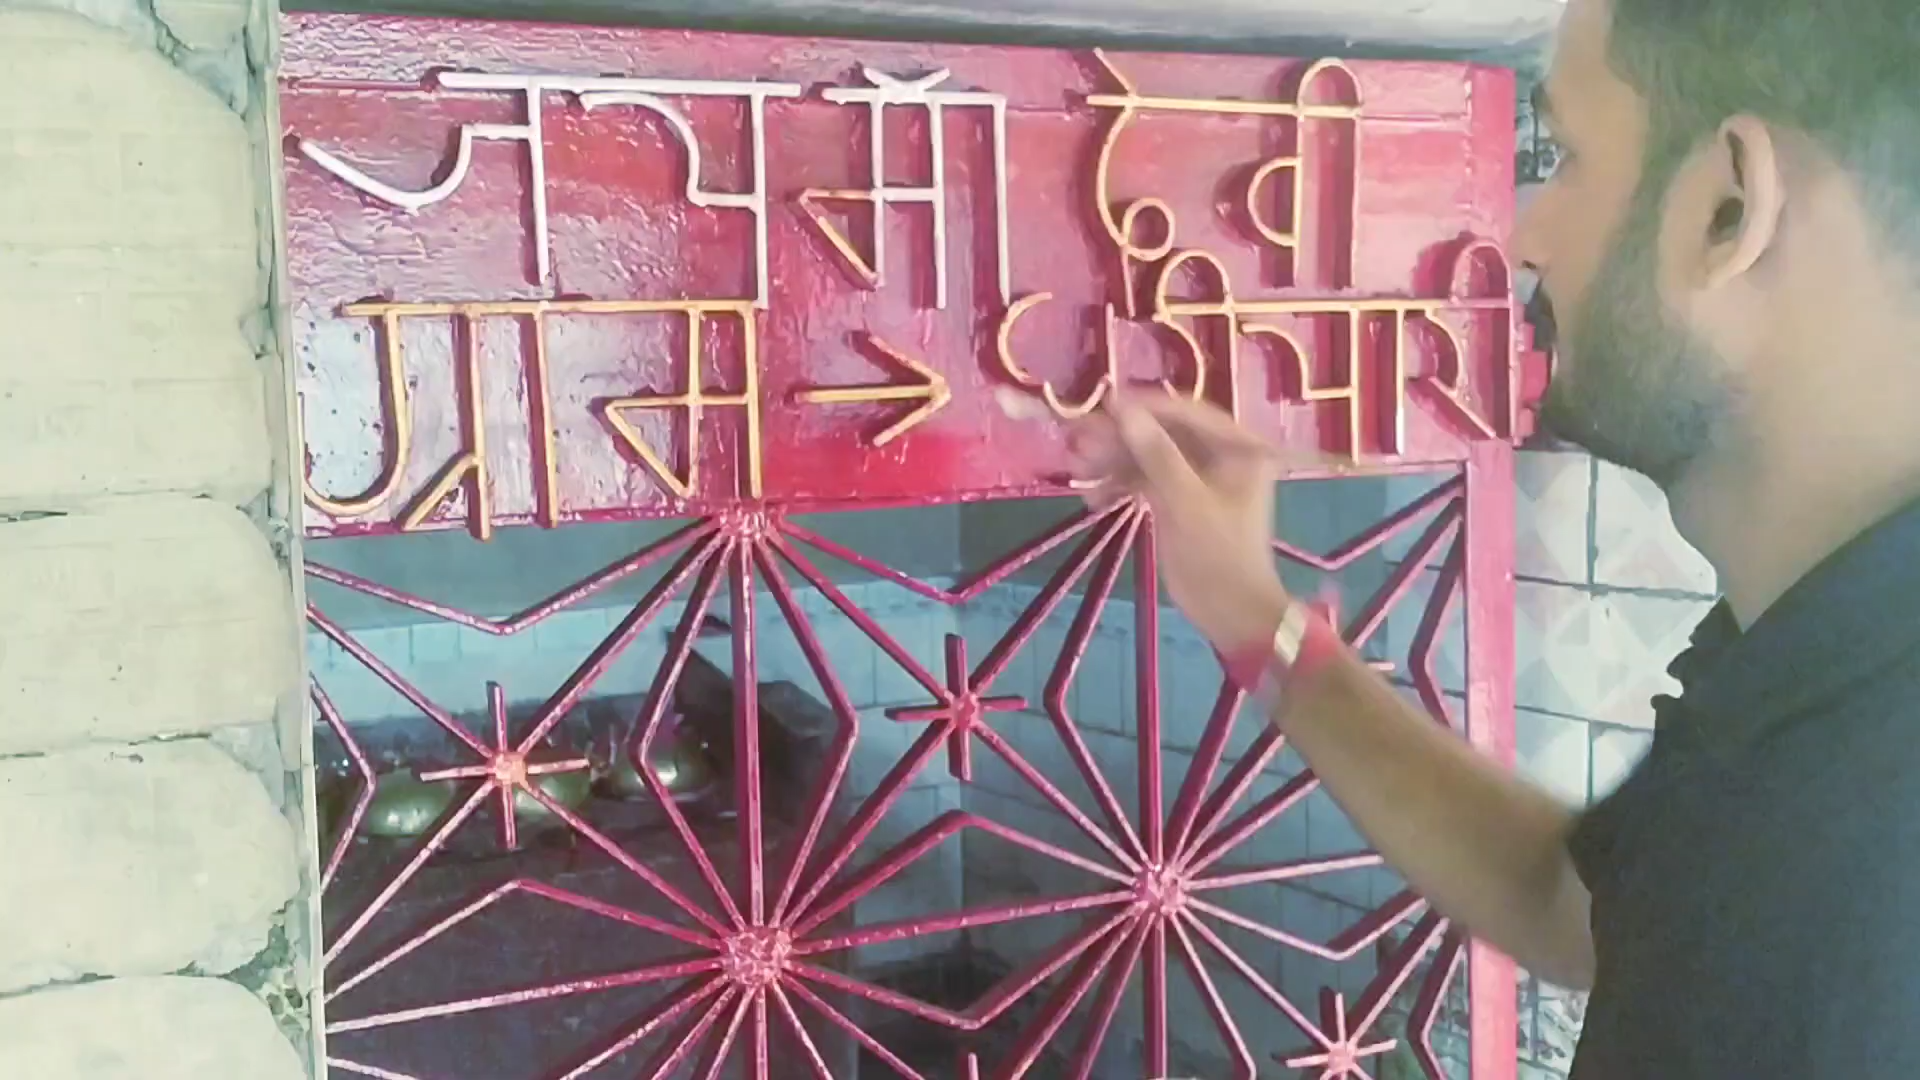 जय माँ देवी
ग्राम →